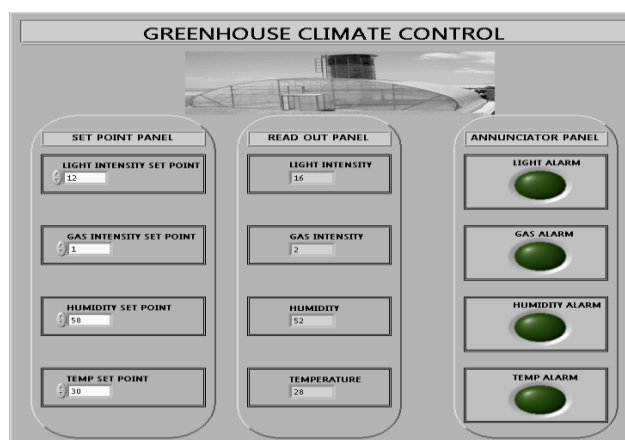 GREENHOUSE CLIMATE CONTROL
SET POINT PANEL
LIGHT INTENSITY SET POINT
12
GAS INTENSITY SET POINT
1
HUMIDITY SET POINT
58
TEMP SET POINT
30
READ OUT PANEL
LIGHT INTENSITY
16
GAS INTENSITY
2
HUMIDITY
52
TEMPERATURE
28
ANNUNCIATOR PANEL
LIGHT ALARM
GAS ALARM
HUMIDITY ALARM
TEMP ALARM